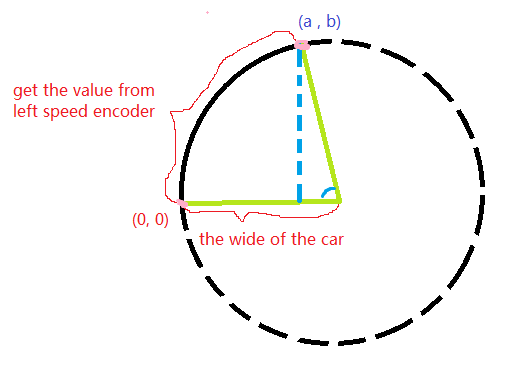 (a , b)
get the value from
left speed encoder
(0, 0)
the wide of the car